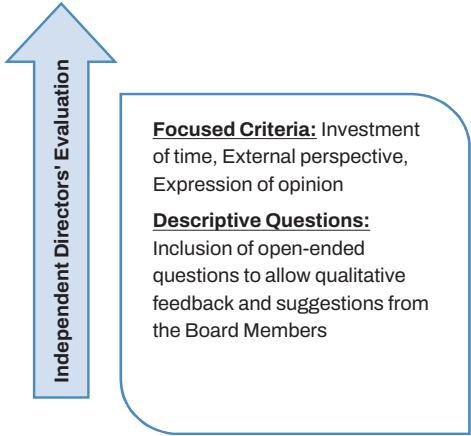 Independent Directors' Evaluation
Focused Criteria: Investment
of time, External perspective,
Expression of opinion
Descriptive Questions:
Inclusion of open-ended
questions to allow qualitative
feedback and suggestions from
the Board Members